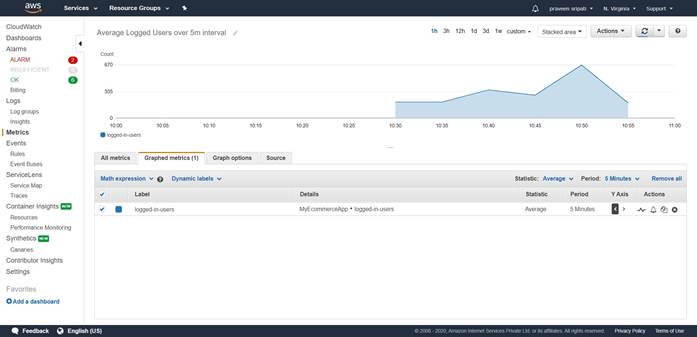 aws Services Resource Groups praveen sripati N. Virginia Support
CloudWatch
Dashboards
Alarms
ALARM 2
INSUFFICIENT
OK 6
Billing
Logs
Log groups
Insights
Metrics
Events
Rules
Event Buses
ServiceLens
Service Map
Traces
Container Insights NEW
Resources
Performance Monitoring
Synthetics NEW
Canaries
Contributor Insights
Settings
Favorites
Add a dashboard
Average Logged Users over 5m interval
1h 3h 12h 1d 3d 1w custom Stacked area Actions
Count
670
335
0
10:00 10:05 10:10 10:15 10:20 10:25 10:30 10:35 10:40 10:45 10:50 10:55 11:00
logged-in-users
All metrics Graphed metrics (1) Graph options Source
Math expression Dynamic labels Statistic: Average Period: 5 Minutes Remove all
Label Details Statistic Period Y Axis Actions
logged-in-users MyEcommerceApp • logged-in-users Average 5 Minutes < >
Feedback English (US) © 2008 - 2020, Amazon Internet Services Private Ltd. or its affiliates. All rights reserved. Privacy Policy Terms of Use